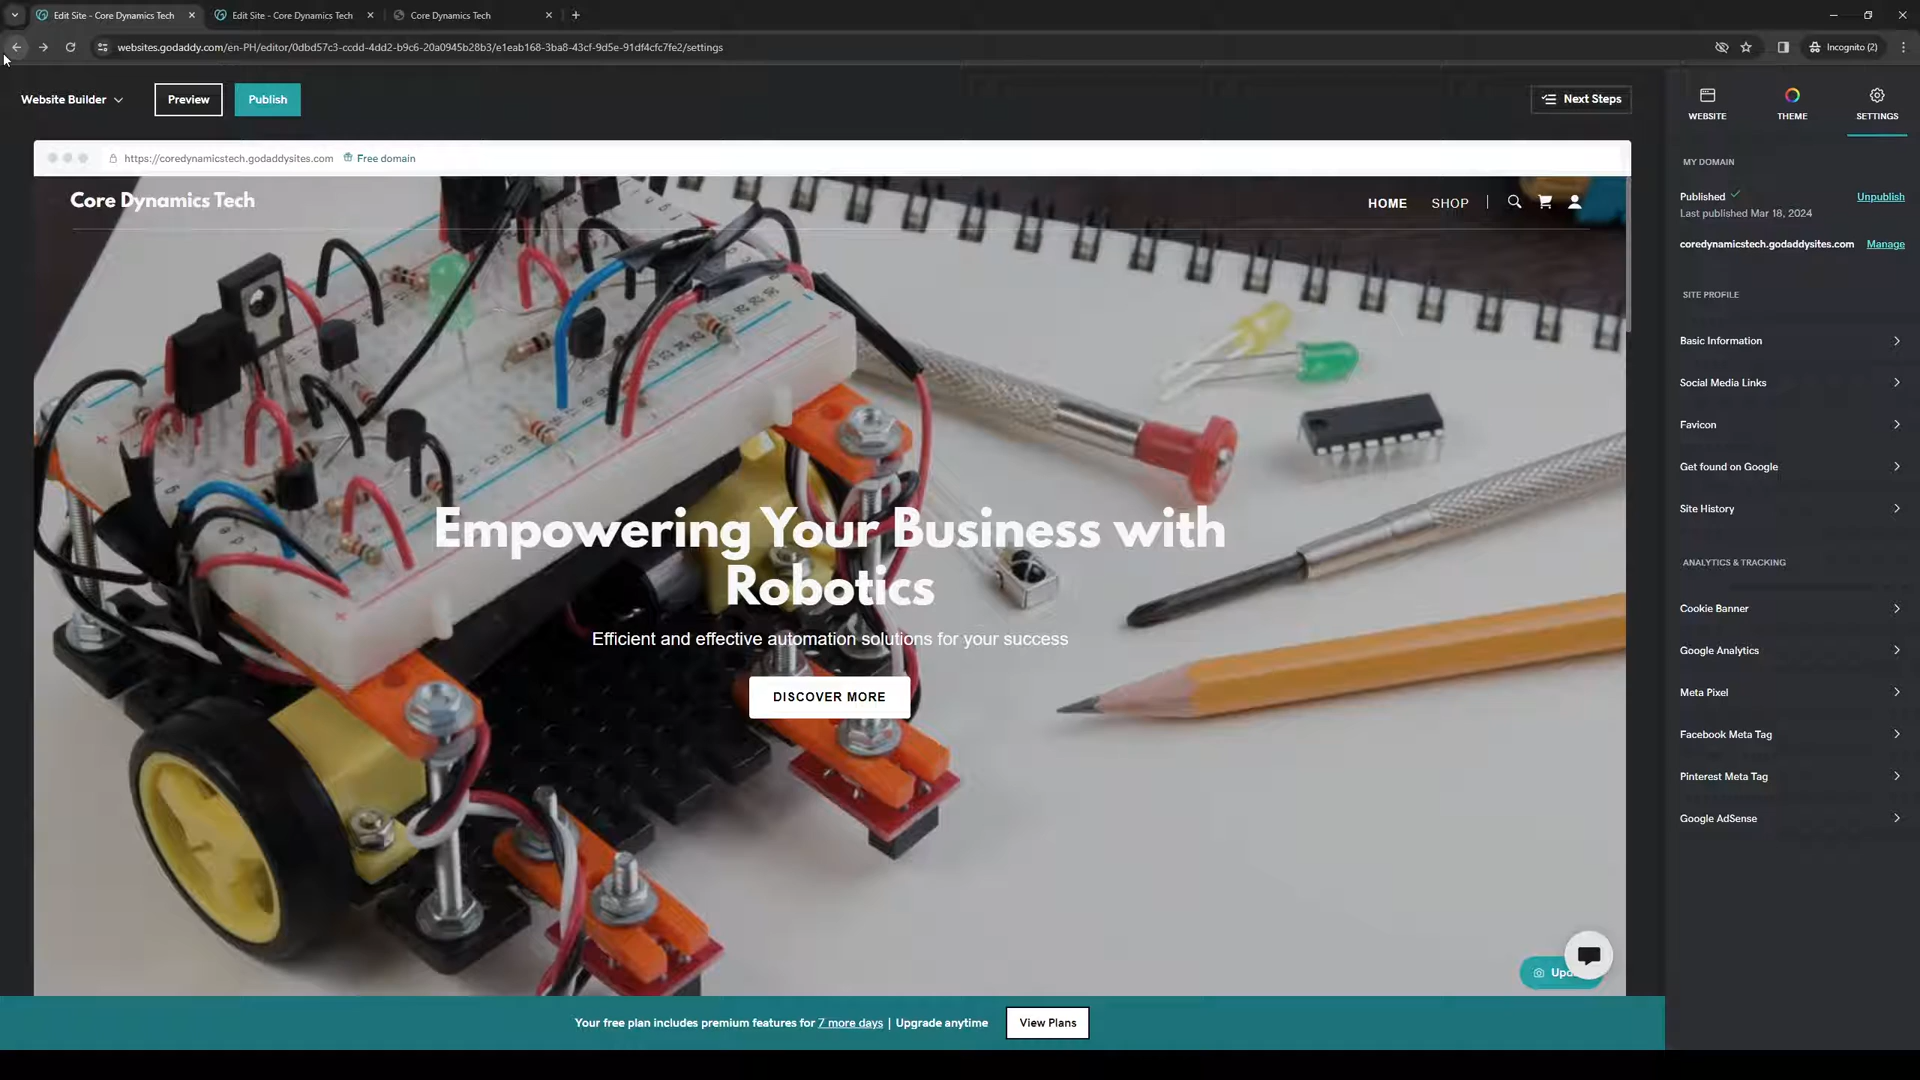 Edit Site - Core Dynamics Tech
Edit Site - Core Dynamics Tech
Core Dynamics Tech
websites.godaddy.com/en-PH/editor/0dbd57c3-ccdd-4dd2-b9c6-20a0945b28b3/e1eab168-3ba8-43cf-9d5e-91df4cfc7fe2/settings
Incognito (2)
Website Builder
Preview
Publish
Next Steps
WEBSITE
THEME
SETTINGS
https://coredynamicstech.godaddysites.com
Free domain
Core Dynamics Tech
HOME
SHOP
Empowering Your Business with
Robotics
Efficient and effective automation solutions for your success
DISCOVER MORE
Your free plan includes premium features for 7 more days | Upgrade anytime
View Plans
MY DOMAIN
Published
Unpublish
Last published Mar 18, 2024
coredynamicstech.godaddysites.com
Manage
SITE PROFILE
Basic Information
Social Media Links
Favicon
Get found on Google
Site History
ANALYTICS & TRACKING
Cookie Banner
Google Analytics
Meta Pixel
Facebook Meta Tag
Pinterest Meta Tag
Google AdSense